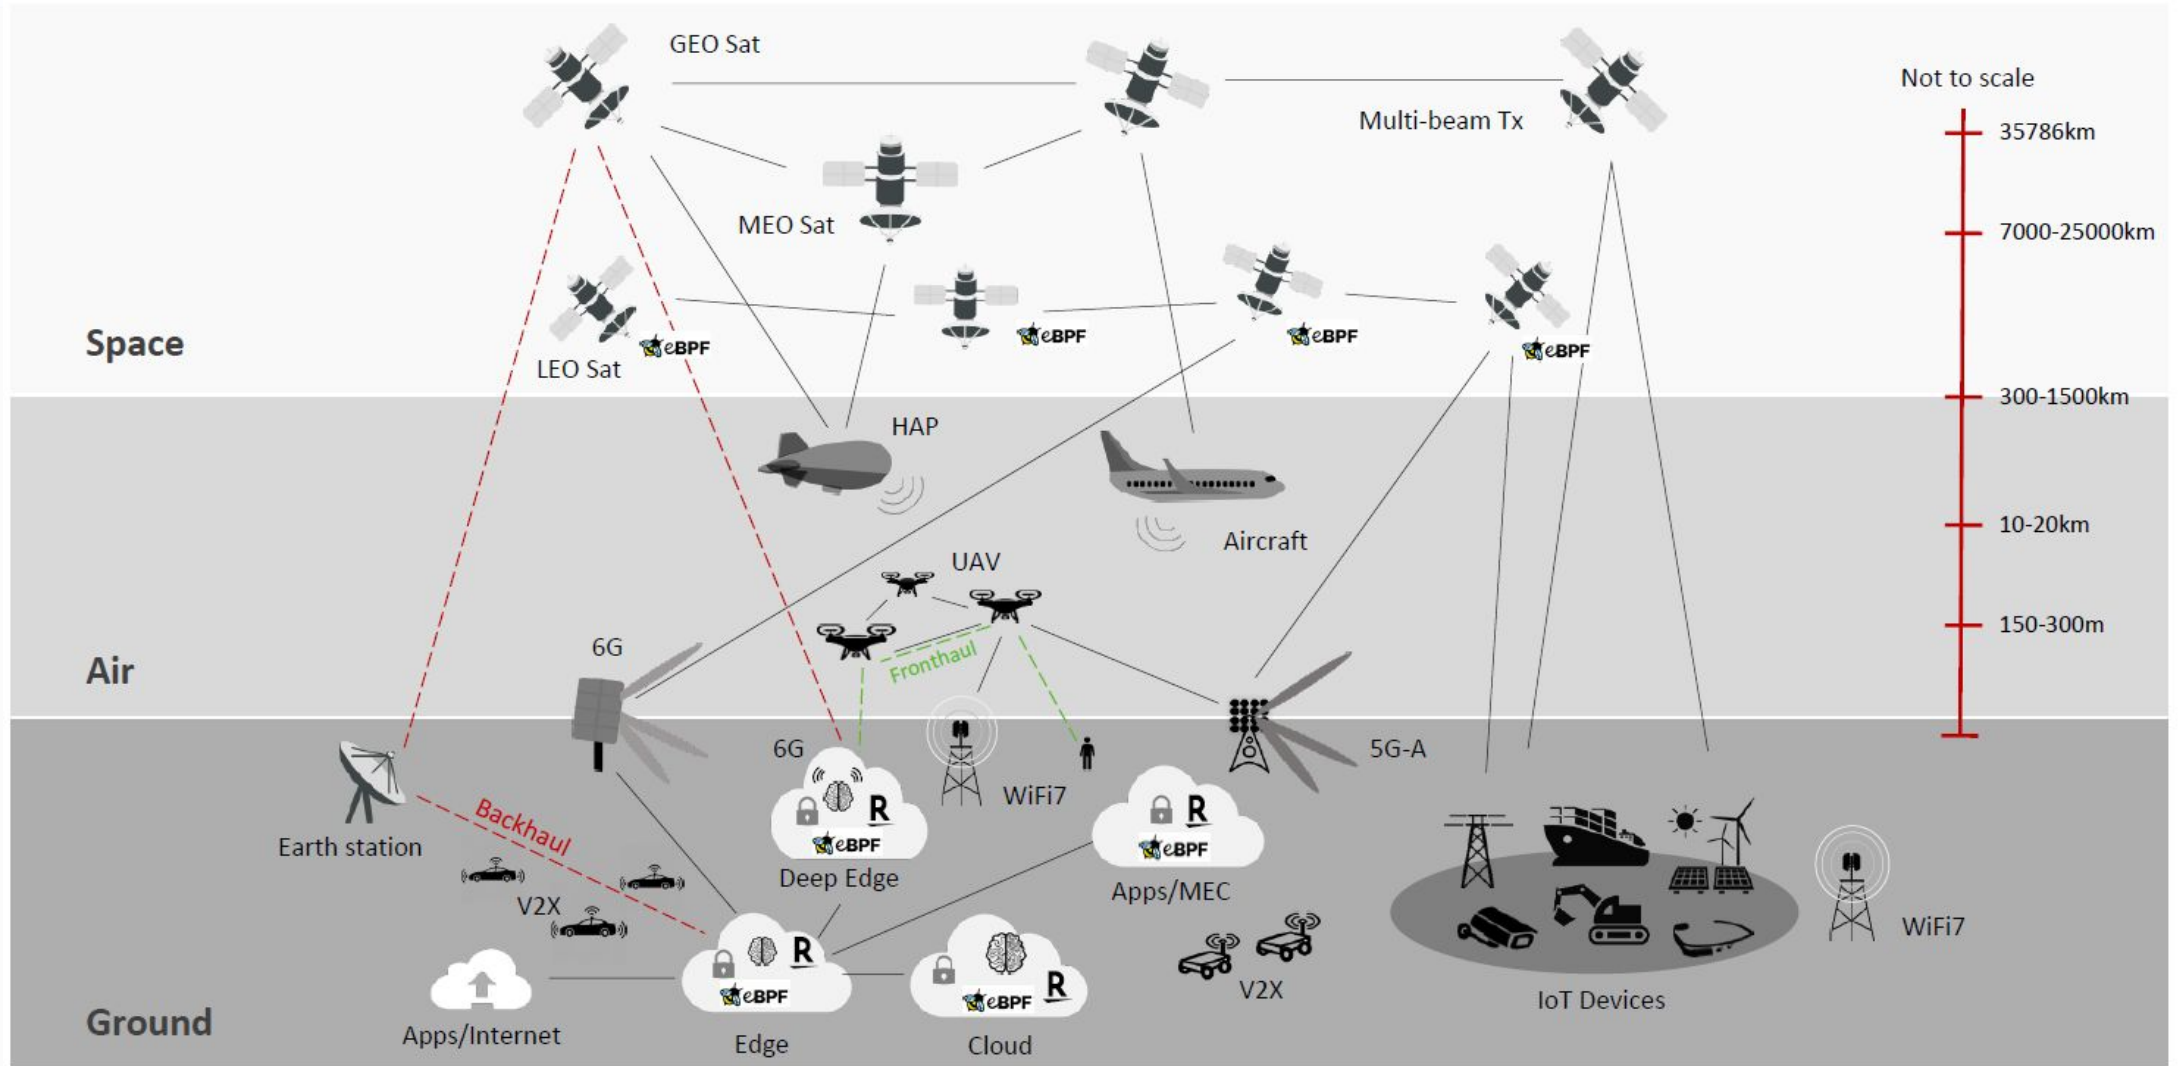 GEO Sat
Not to scale
Multi-beam Tx
35786km
MEO Sat
7000-25000km
Space
eBPF
eBPF
eBPF
eBPF
LEO Sat
300-1500km
HAP
10-20km
Aircraft
UAV
150-300m
6G
Fronthaul
Air
6G
5G-A
WiFi7
R
R
eBPF
eBPF
Backhaul
Earth station
Deep Edge
Apps/MEC
V2X
R
WiFi7
eBPF
eBPF
R
V2X
IoT Devices
Ground
Apps/Internet
Edge
Cloud